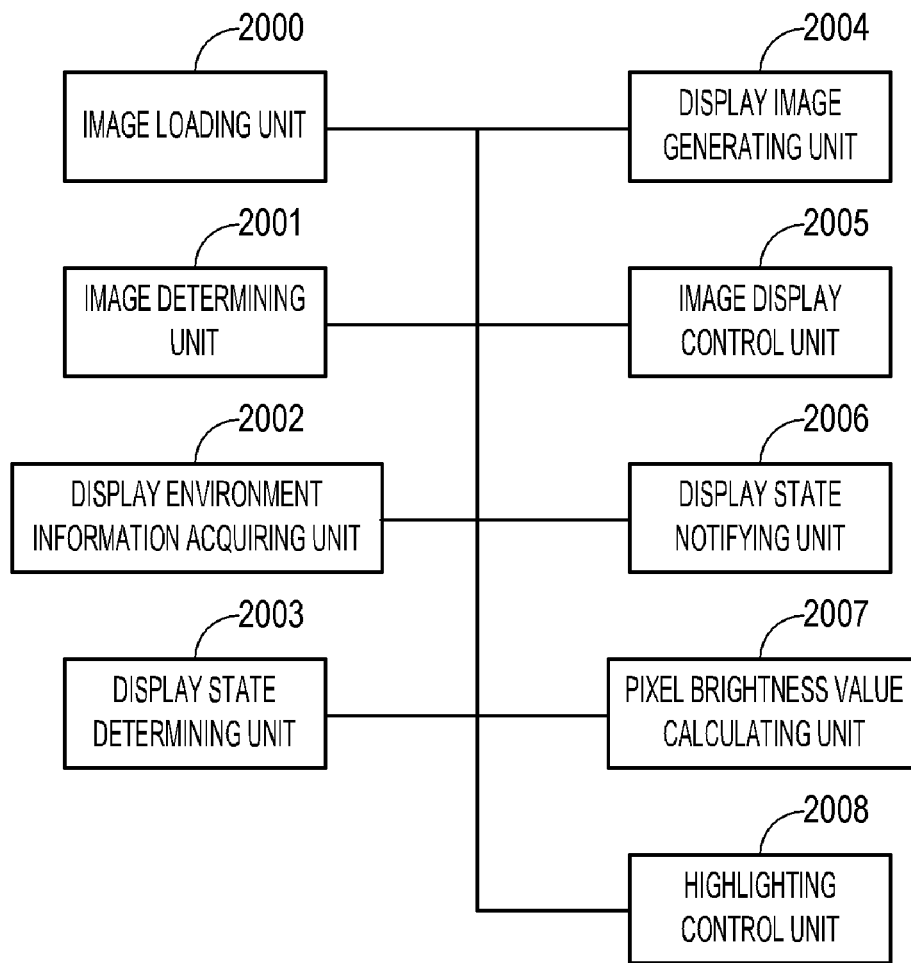 2000
IMAGE LOADING UNIT
2001
IMAGE DETERMINING
UNIT
2002
DISPLAY ENVIRONMENT
INFORMATION ACQUIRING UNIT
2003
DISPLAY STATE
DETERMINING UNIT
2004
DISPLAY IMAGE
GENERATING UNIT
2005
IMAGE DISPLAY
CONTROL UNIT
2006
DISPLAY STATE
NOTIFYING UNIT
2007
PIXEL BRIGHTNESS VALUE
CALCULATING UNIT
2008
HIGHLIGHTING
CONTROL UNIT